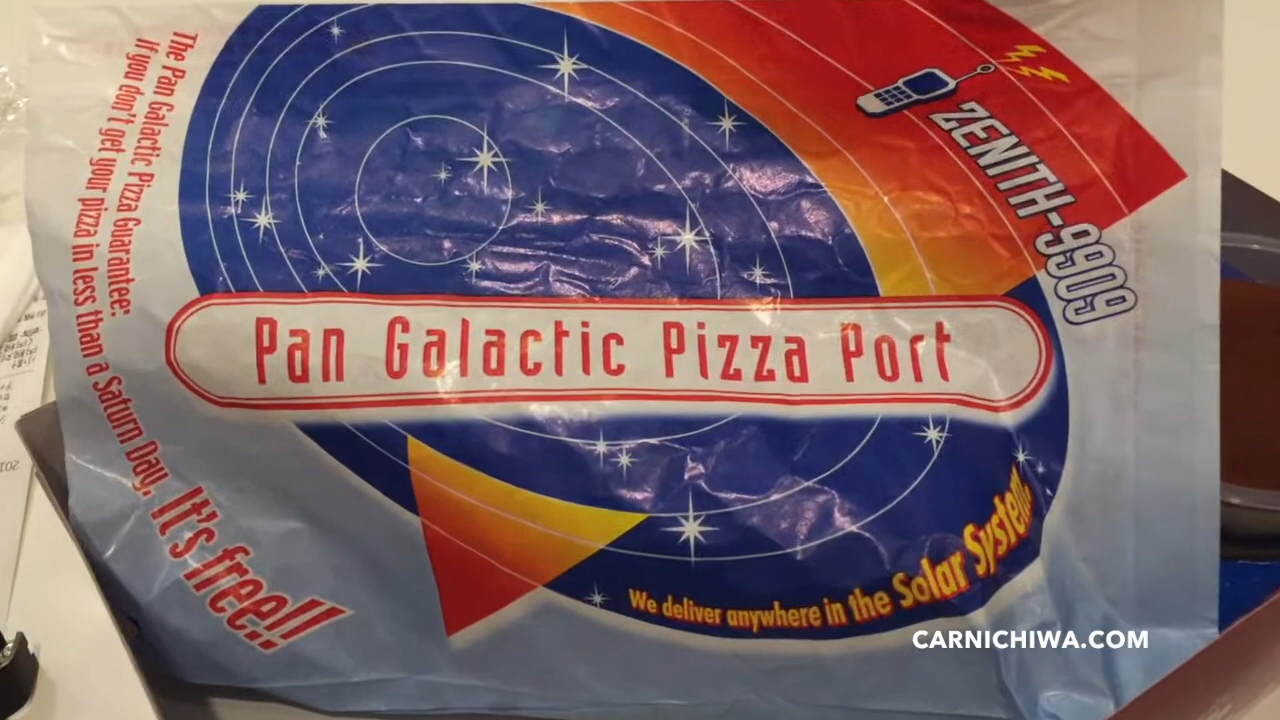 The Pan Galactic Pizza Guarantee:
If you don't get your pizza in less than a Saturn Day,
It's free!!
ZENITH-9909
Pan Galactic Pizza Port
We deliver anywhere in the Solar System.
CARNICHIWA.COM